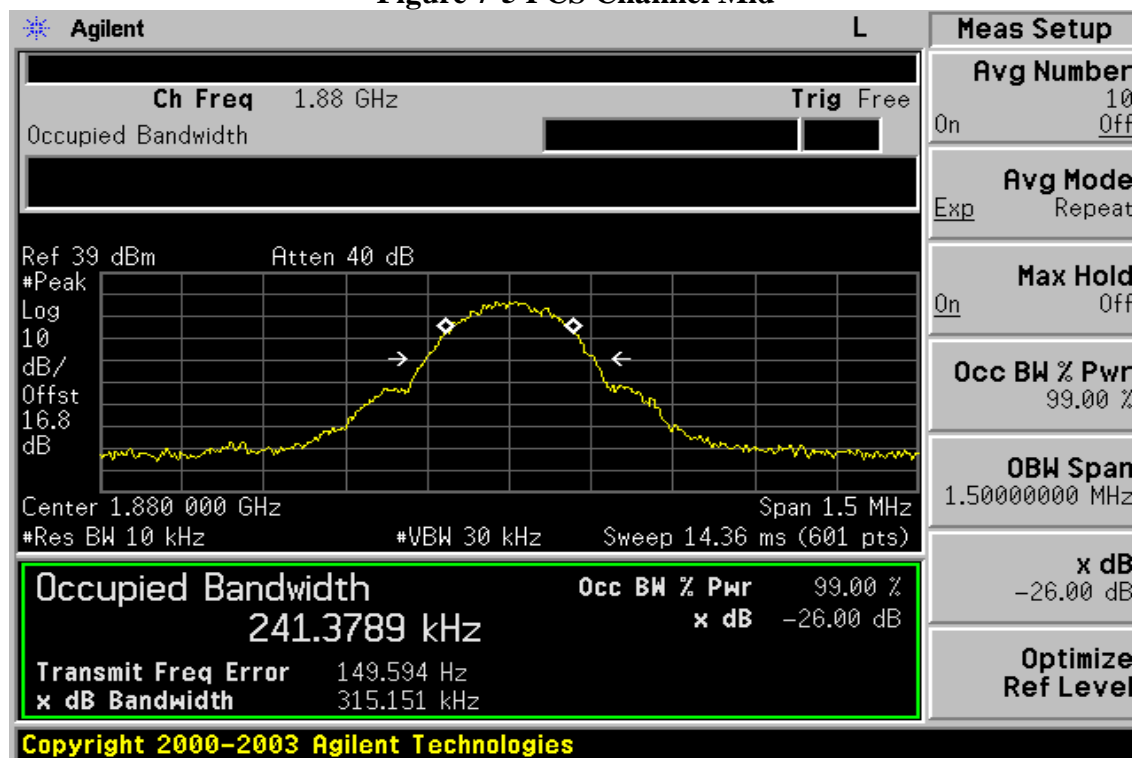 Figure 7-5 PCS Channel Mid
Agilent L
Ch Freq 1.88 GHz Trig Free
Occupied Bandwidth
Ref 39 dBm Atten 40 dB
#Peak
Log
10
dB/
Offst
16.8
dB
Center 1.880 000 GHz Span 1.5 MHz
#Res BW 10 kHz #VBW 30 kHz Sweep 14.36 ms (601 pts)
Occupied Bandwidth Occ BW % Pwr 99.00 %
241.3789 kHz x dB -26.00 dB
Transmit Freq Error 149.594 Hz
x dB Bandwidth 315.151 kHz
Copyright 2000-2003 Agilent Technologies
Meas Setup
Avg Number
10
On Off
Avg Mode
Exp Repeat
Max Hold
On Off
Occ BW % Pwr
99.00 %
OBW Span
1.50000000 MHz
x dB
-26.00 dB
Optimize
Ref Level